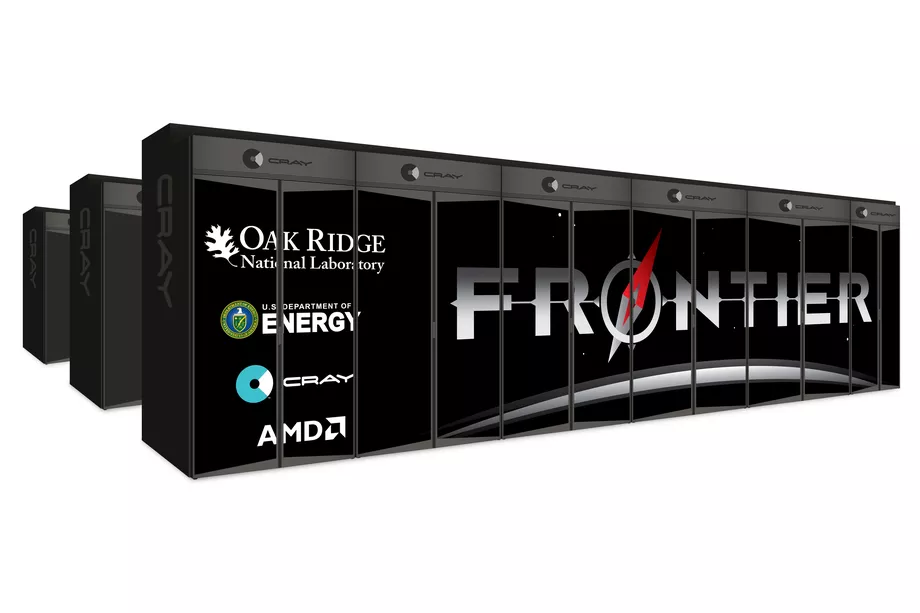 CRAY
CRAY
CRAY
CRAY
CRAY
CRAY
CRAY
CRAY
CRAY
OAK RIDGE
National Laboratory
U.S. DEPARTMENT OF
ENERGY
CRAY
AMD
FRONTIER